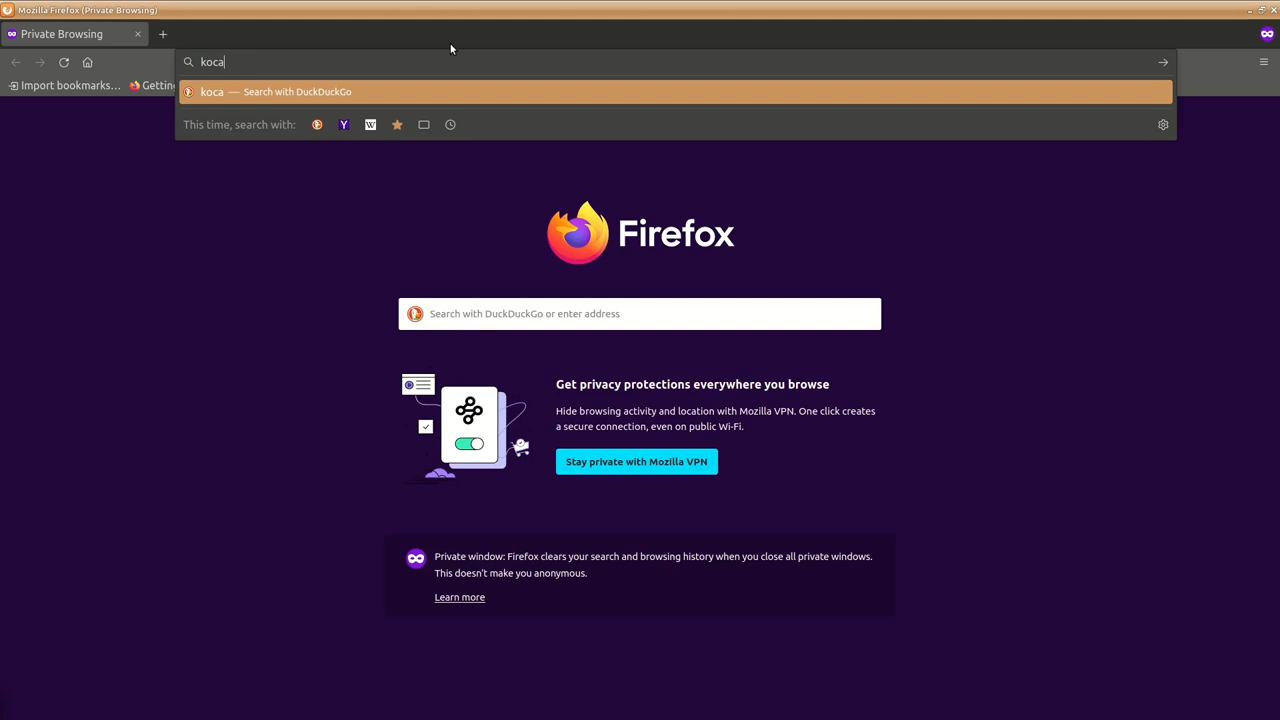 Mozilla Firefox (Private Browsing)
Private Browsing
koca
Import bookmarks...
Getting
koca — Search with DuckDuckGo
This time, search with:
Firefox
Search with DuckDuckGo or enter address
Get privacy protections everywhere you browse
Hide browsing activity and location with Mozilla VPN. One click creates
a secure connection, even on public Wi-Fi.
Stay private with Mozilla VPN
Private window: Firefox clears your search and browsing history when you close all private windows.
This doesn't make you anonymous.
Learn more